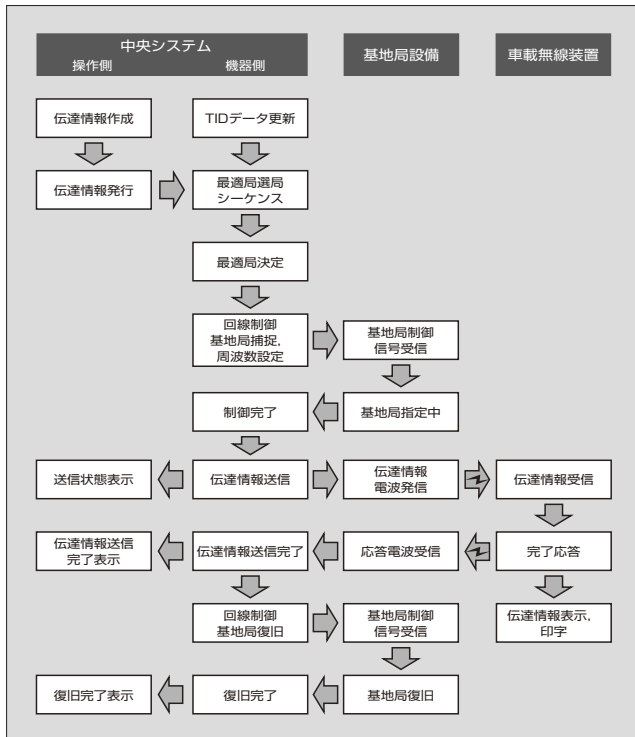 中央システム
操作側
機器側
基地局設備
車載無線装置
伝達情報作成
TIDデータ更新
伝達情報発行
最適局選局
シーケンス
最適局決定
回線制御
基地局捕捉,
周波数設定
基地局制御
信号受信
制御完了
基地局指定中
送信状態表示
伝達情報送信
伝達情報
電波発信
伝達情報受信
伝達情報送信
完了表示
伝達情報送信完了
応答電波受信
完了応答
回線制御
基地局復旧
基地局制御
信号受信
伝達情報表示,
印字
復旧完了表示
復旧完了
基地局復旧